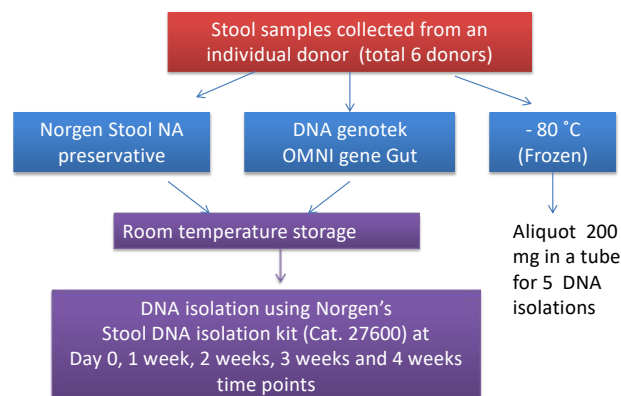 Stool samples collected from an
individual donor (total 6 donors)
Norgen Stool NA
preservative
DNA genotek
OMNI gene Gut
- 80 ˚C
(Frozen)
Room temperature storage
Aliquot 200
mg in a tube
for 5 DNA
isolations
DNA isolation using Norgen’s
Stool DNA isolation kit (Cat. 27600) at
Day 0, 1 week, 2 weeks, 3 weeks and 4 weeks
time points